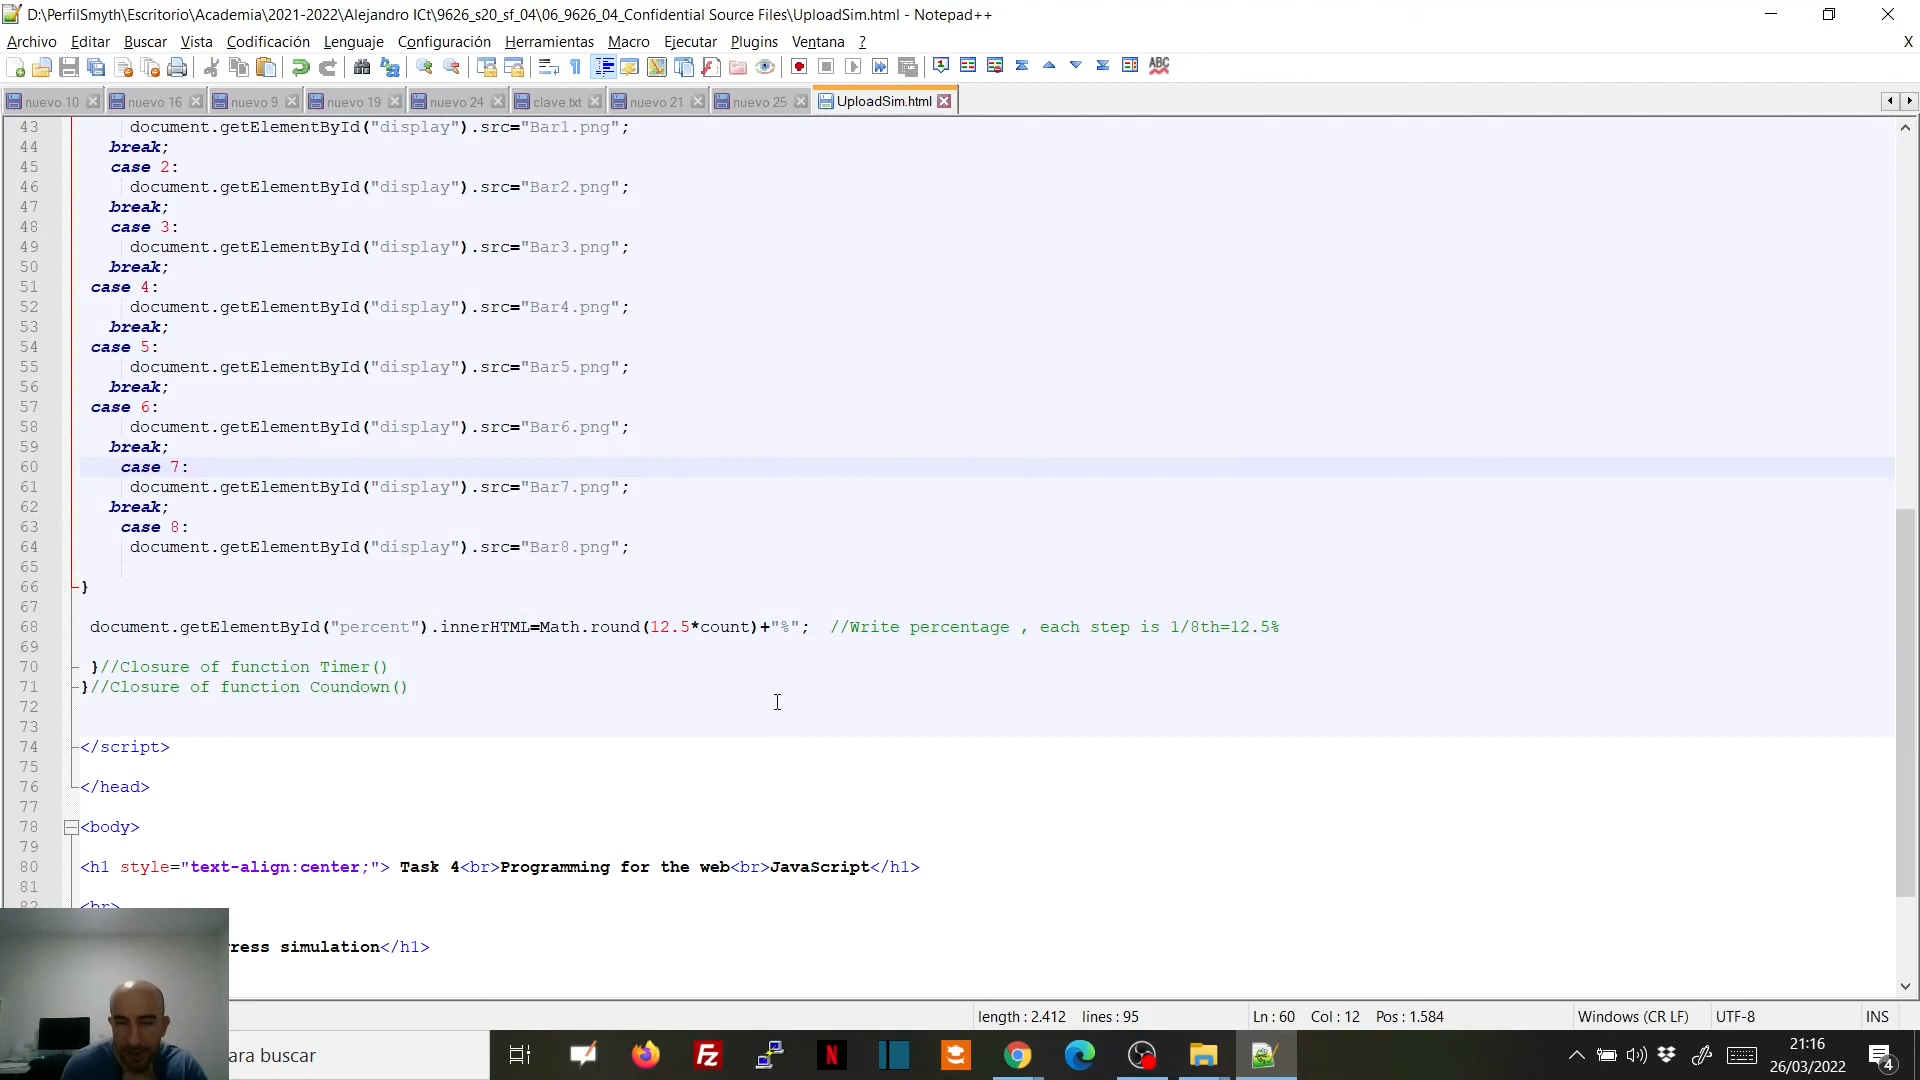 D:\PerfilSmyth\Escritorio\Academia\2021-2022\Alejandro ICt\9626_s20_sf_04\06_9626_04_Confidential Source Files\UploadSim.html - Notepad++
Archivo Editar Buscar Vista Codificación Lenguaje Configuración Herramientas Macro Ejecutar Plugins Ventana ? X
nuevo 10 nuevo 16 nuevo 9 nuevo 19 nuevo 24 clave.txt nuevo 21 nuevo 25 UploadSim.html
43 document.getElementById("display").src="Bar1.png";
44 break;
45 case 2:
46 document.getElementById("display").src="Bar2.png";
47 break;
48 case 3:
49 document.getElementById("display").src="Bar3.png";
50 break;
51 case 4:
52 document.getElementById("display").src="Bar4.png";
53 break;
54 case 5:
55 document.getElementById("display").src="Bar5.png";
56 break;
57 case 6:
58 document.getElementById("display").src="Bar6.png";
59 break;
60 case 7:
61 document.getElementById("display").src="Bar7.png";
62 break;
63 case 8:
64 document.getElementById("display").src="Bar8.png";
65
66 }
67
68 document.getElementById("percent").innerHTML=Math.round(12.5*count)+"%"; //Write percentage , each step is 1/8th=12.5%
69
70 }//Closure of function Timer()
71 }//Closure of function Coundown()
72
73
74 </script>
75
76 </head>
77
78 <body>
79
80 <h1 style="text-align:center;"> Task 4<br>Programming for the web<br>JavaScript</h1>
81
82 <br>
ress simulation</h1>
length : 2.412 lines : 95 Ln : 60 Col : 12 Pos : 1.584 Windows (CR LF) UTF-8 INS
ara buscar
21:16
26/03/2022
4